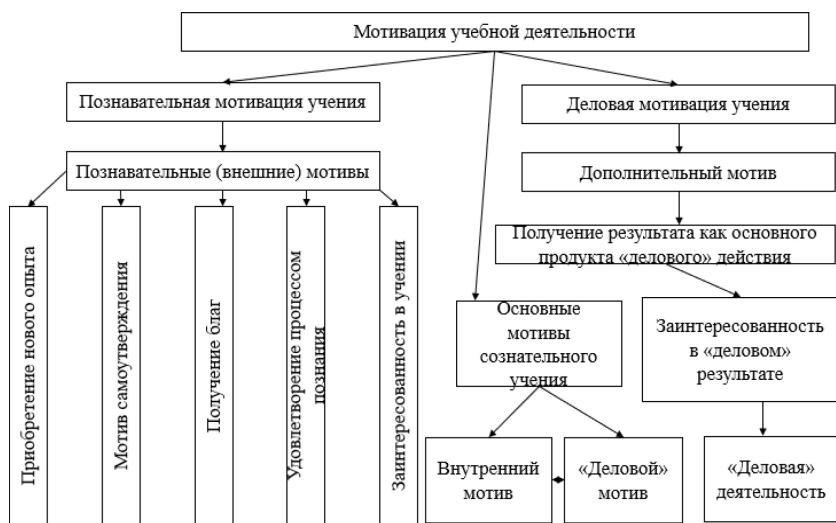 Мотивация учебной деятельности
Познавательная мотивация учения
Деловая мотивация учения
Познавательные (внешние) мотивы
Дополнительный мотив
Приобретение нового опыта
Мотив самоутверждения
Получение благ
Удовлетворение процессом
познания
Заинтересованность в учении
Получение результата как основного
продукта «делового» действия
Основные
мотивы
сознательного
учения
Заинтересованность
в «деловом»
результате
Внутренний
мотив
«Деловой»
мотив
«Деловая»
деятельность